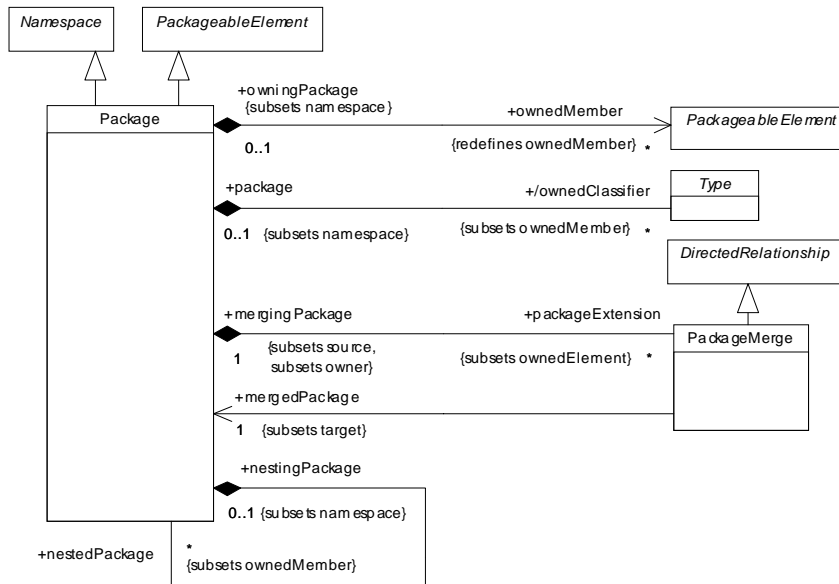 Namespace
PackageableElement
Package
+owningPackage
{subsets namespace}
0..1
+ownedMember
{redefines ownedMember}
*
PackageableElement
+package
0..1 {subsets namespace}
+/ownedClassifier
{subsets ownedMember}
*
Type
DirectedRelationship
+mergingPackage
1
{subsets source,
subsets owner}
+packageExtension
{subsets ownedElement}
*
PackageMerge
+mergedPackage
1 {subsets target}
+nestingPackage
0..1 {subsets namespace}
+nestedPackage
*
{subsets ownedMember}